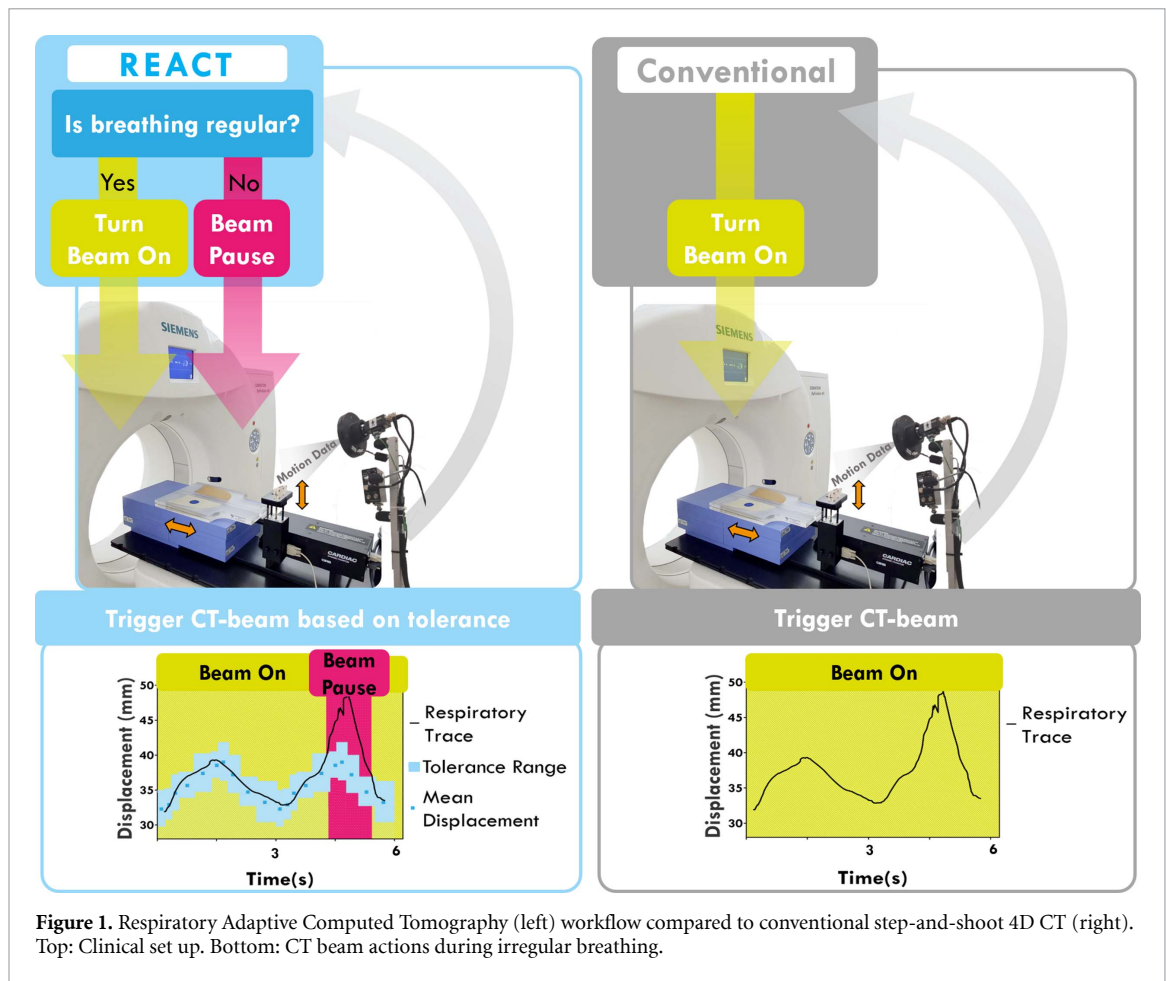 REACT
Is breathing regular?
Yes
No
Turn
Beam On
Beam
Pause
SIEMENS
Motion Data
CARDIAC
Trigger CT-beam based on tolerance
Beam On
Beam
Pause
Displacement (mm)
50
45
40
35
30
3
6
Time(s)
Respiratory
Trace
Tolerance Range
Mean
Displacement
Conventional
Turn
Beam On
SIEMENS
Motion Data
CARDIAC
Trigger CT-beam
Beam On
Displacement (mm)
50
45
40
35
30
3
6
Time(s)
Respiratory
Trace
Figure 1. Respiratory Adaptive Computed Tomography (left) workflow compared to conventional step-and-shoot 4D CT (right).
Top: Clinical set up. Bottom: CT beam actions during irregular breathing.